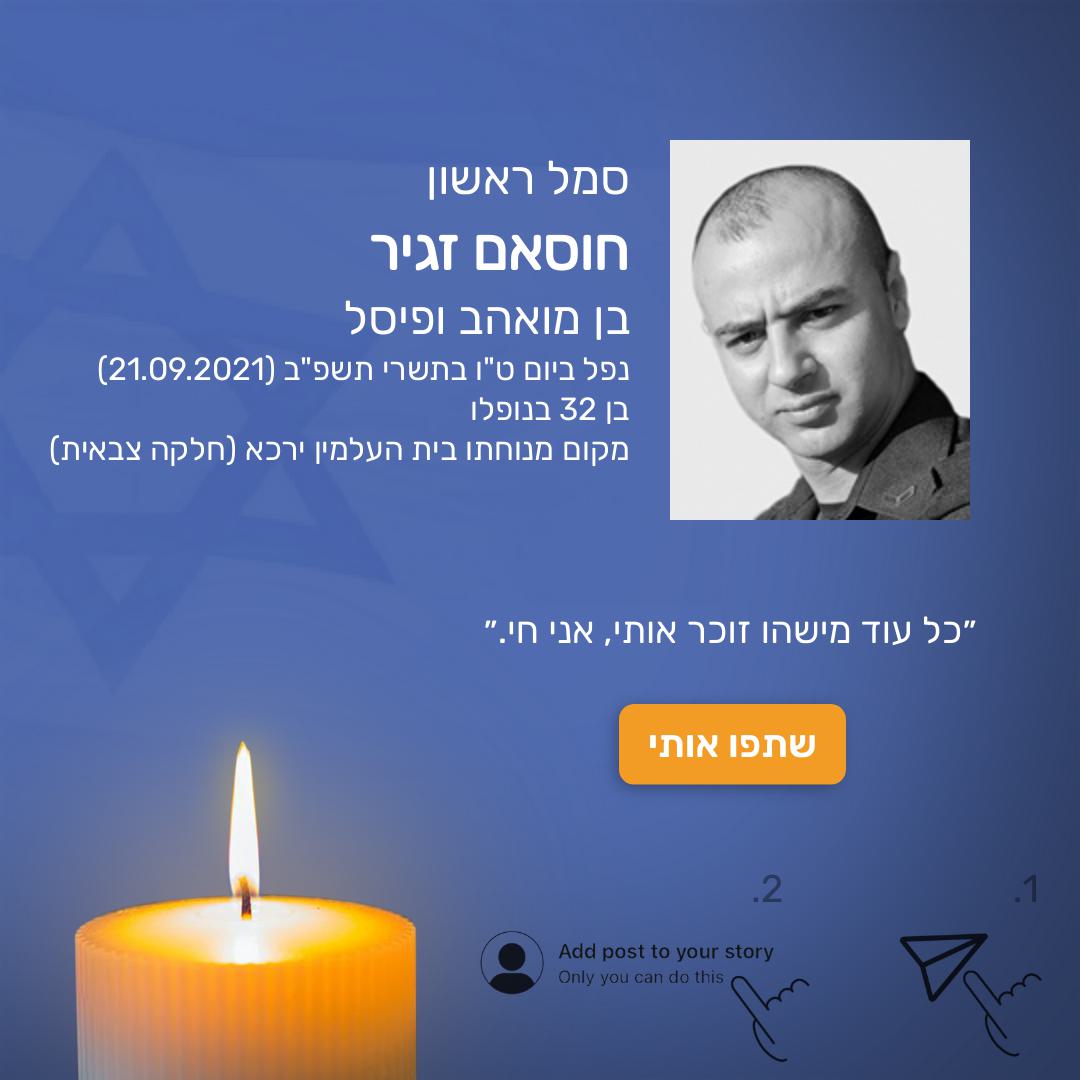 סמל ראשון
חוסאם זגיר
בן מואהב ופיסל
נפל ביום ט"ו בתשרי תשפ"ב (21.09.2021)
בן 32 בנופלו
מקום מנוחתו בית העלמין ירכא (חלקה צבאית)
״כל עוד מישהו זוכר אותי, אני חי.״
שתפו אותי
1.
2.
Add post to your story
Only you can do this